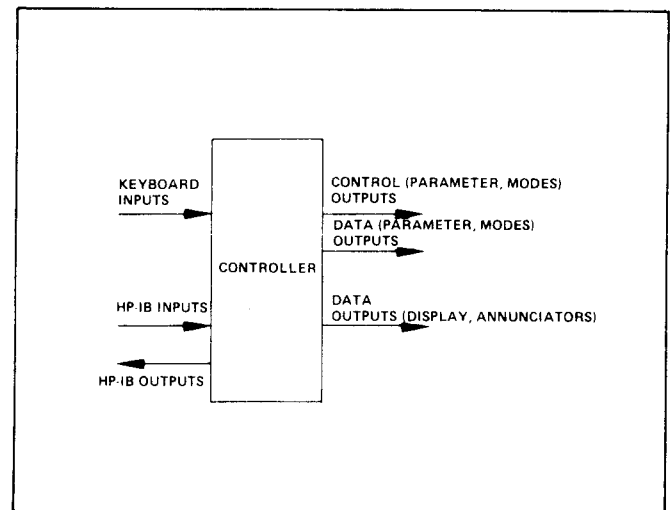 KEYBOARD
INPUTS
HP-IB INPUTS
HP-IB OUTPUTS
CONTROLLER
CONTROL (PARAMETER, MODES)
OUTPUTS
DATA (PARAMETER, MODES)
OUTPUTS
DATA
OUTPUTS (DISPLAY, ANNUNCIATORS)